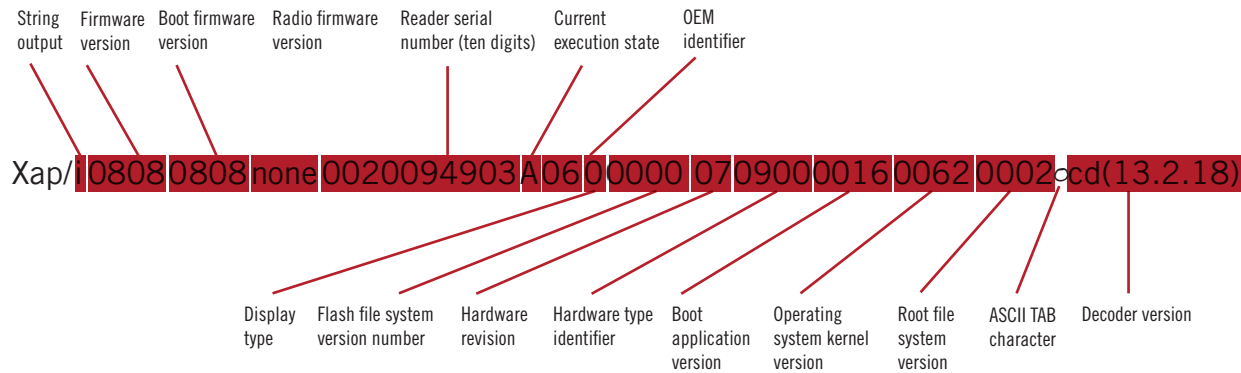 String output
Firmware version
Boot firmware version
Radio firmware version
Reader serial number (ten digits)
Current execution state
OEM identifier
Xap/i08080808none0020094903A0600000070900001600620002○cd(13.2.18)
Display type
Flash file system version number
Hardware revision
Hardware type identifier
Boot application version
Operating system kernel version
Root file system version
ASCII TAB character
Decoder version